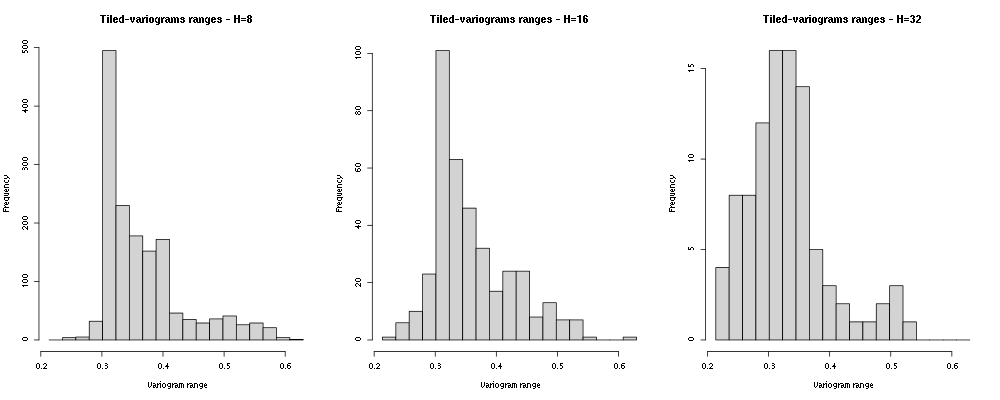 Tiled-variograms ranges - H=8
Frequency
500
400
300
200
100
0
0.2 0.3 0.4 0.5 0.6
Variogram range
Tiled-variograms ranges - H=16
Frequency
100
80
60
40
20
0
0.2 0.3 0.4 0.5 0.6
Variogram range
Tiled-variograms ranges - H=32
Frequency
15
10
5
0
0.2 0.3 0.4 0.5 0.6
Variogram range